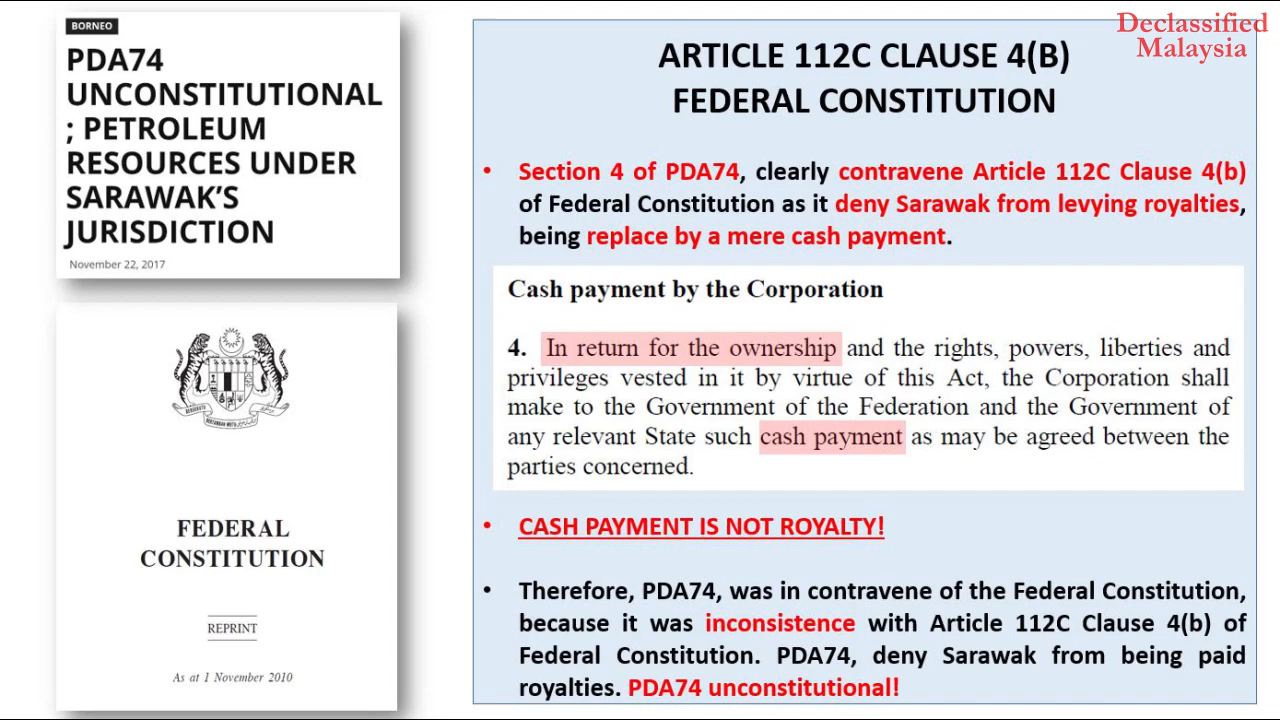 BORNEO
PDA74
UNCONSTITUTIONAL
; PETROLEUM
RESOURCES UNDER
SARAWAK'S
JURISDICTION
November 22, 2017
FEDERAL
CONSTITUTION
REPRINT
As at 1 November 2010
Declassified
Malaysia
ARTICLE 112C CLAUSE 4(B)
FEDERAL CONSTITUTION
• Section 4 of PDA74, clearly contravene Article 112C Clause 4(b)
of Federal Constitution as it deny Sarawak from levying royalties,
being replace by a mere cash payment.
Cash payment by the Corporation
4. In return for the ownership and the rights, powers, liberties and
privileges vested in it by virtue of this Act, the Corporation shall
make to the Government of the Federation and the Government of
any relevant State such cash payment as may be agreed between the
parties concerned.
• CASH PAYMENT IS NOT ROYALTY!
• Therefore, PDA74, was in contravene of the Federal Constitution,
because it was inconsistence with Article 112C Clause 4(b) of
Federal Constitution. PDA74, deny Sarawak from being paid
royalties. PDA74 unconstitutional!